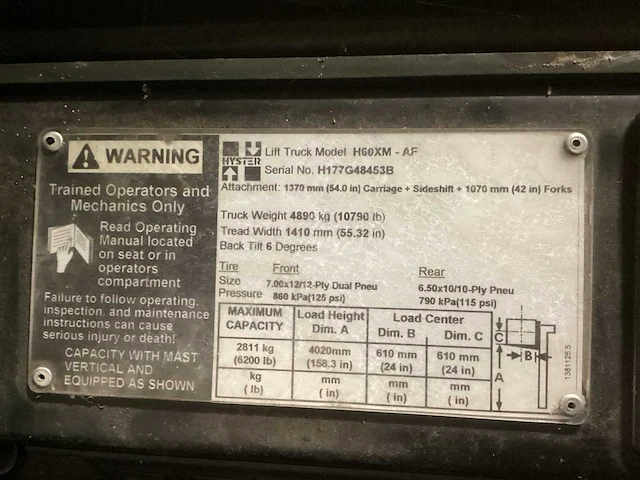 WARNING
Trained Operators and
Mechanics Only
Read Operating
Manual located
on seat or in
operators
compartment
Failure to follow operating,
inspection, and maintenance
instructions can cause
serious injury or death!
CAPACITY WITH MAST
VERTICAL AND
EQUIPPED AS SHOWN
HYSTER
Lift Truck Model H60XM - AF
Serial No. H177G48453B
Attachment: 1370 mm (54.0 in) Carriage + Sideshift + 1070 mm (42 in) Forks
Truck Weight 4890 kg (10790 lb)
Tread Width 1410 mm (55.32 in)
Back Tilt 6 Degrees
Tire Front Rear
Size 7.00x12/12-Ply Dual Pneu 6.50x10/10-Ply Pneu
Pressure 860 kPa(125 psi) 790 kPa(115 psi)
MAXIMUM CAPACITY Load Height Dim. A Load Center Dim. B Dim. C
2811 kg 4020mm 610 mm 610 mm
(6200 lb) (158.3 in) (24 in) (24 in)
kg mm mm mm
( lb) ( in) ( in) ( in)
C
B
A
1381125.5